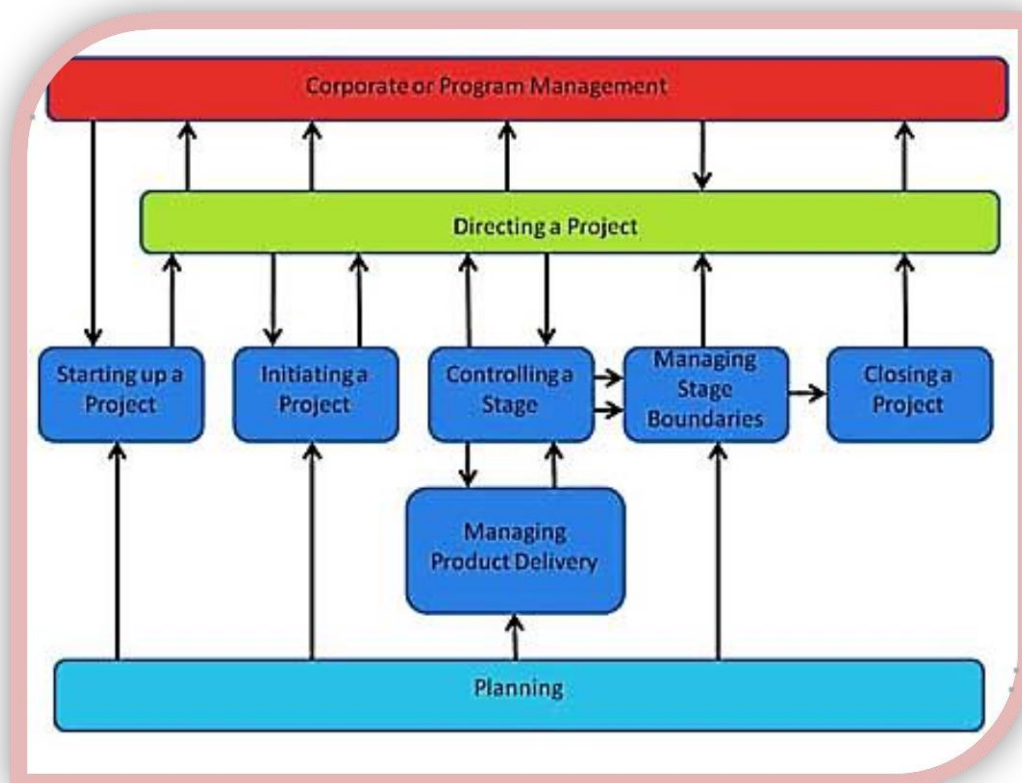 Corporate or Program Management
Directing a Project
Starting up a
Project
Initiating a
Project
Controlling a
Stage
Managing
Stage
Boundaries
Closing a
Project
Managing
Product Delivery
Planning